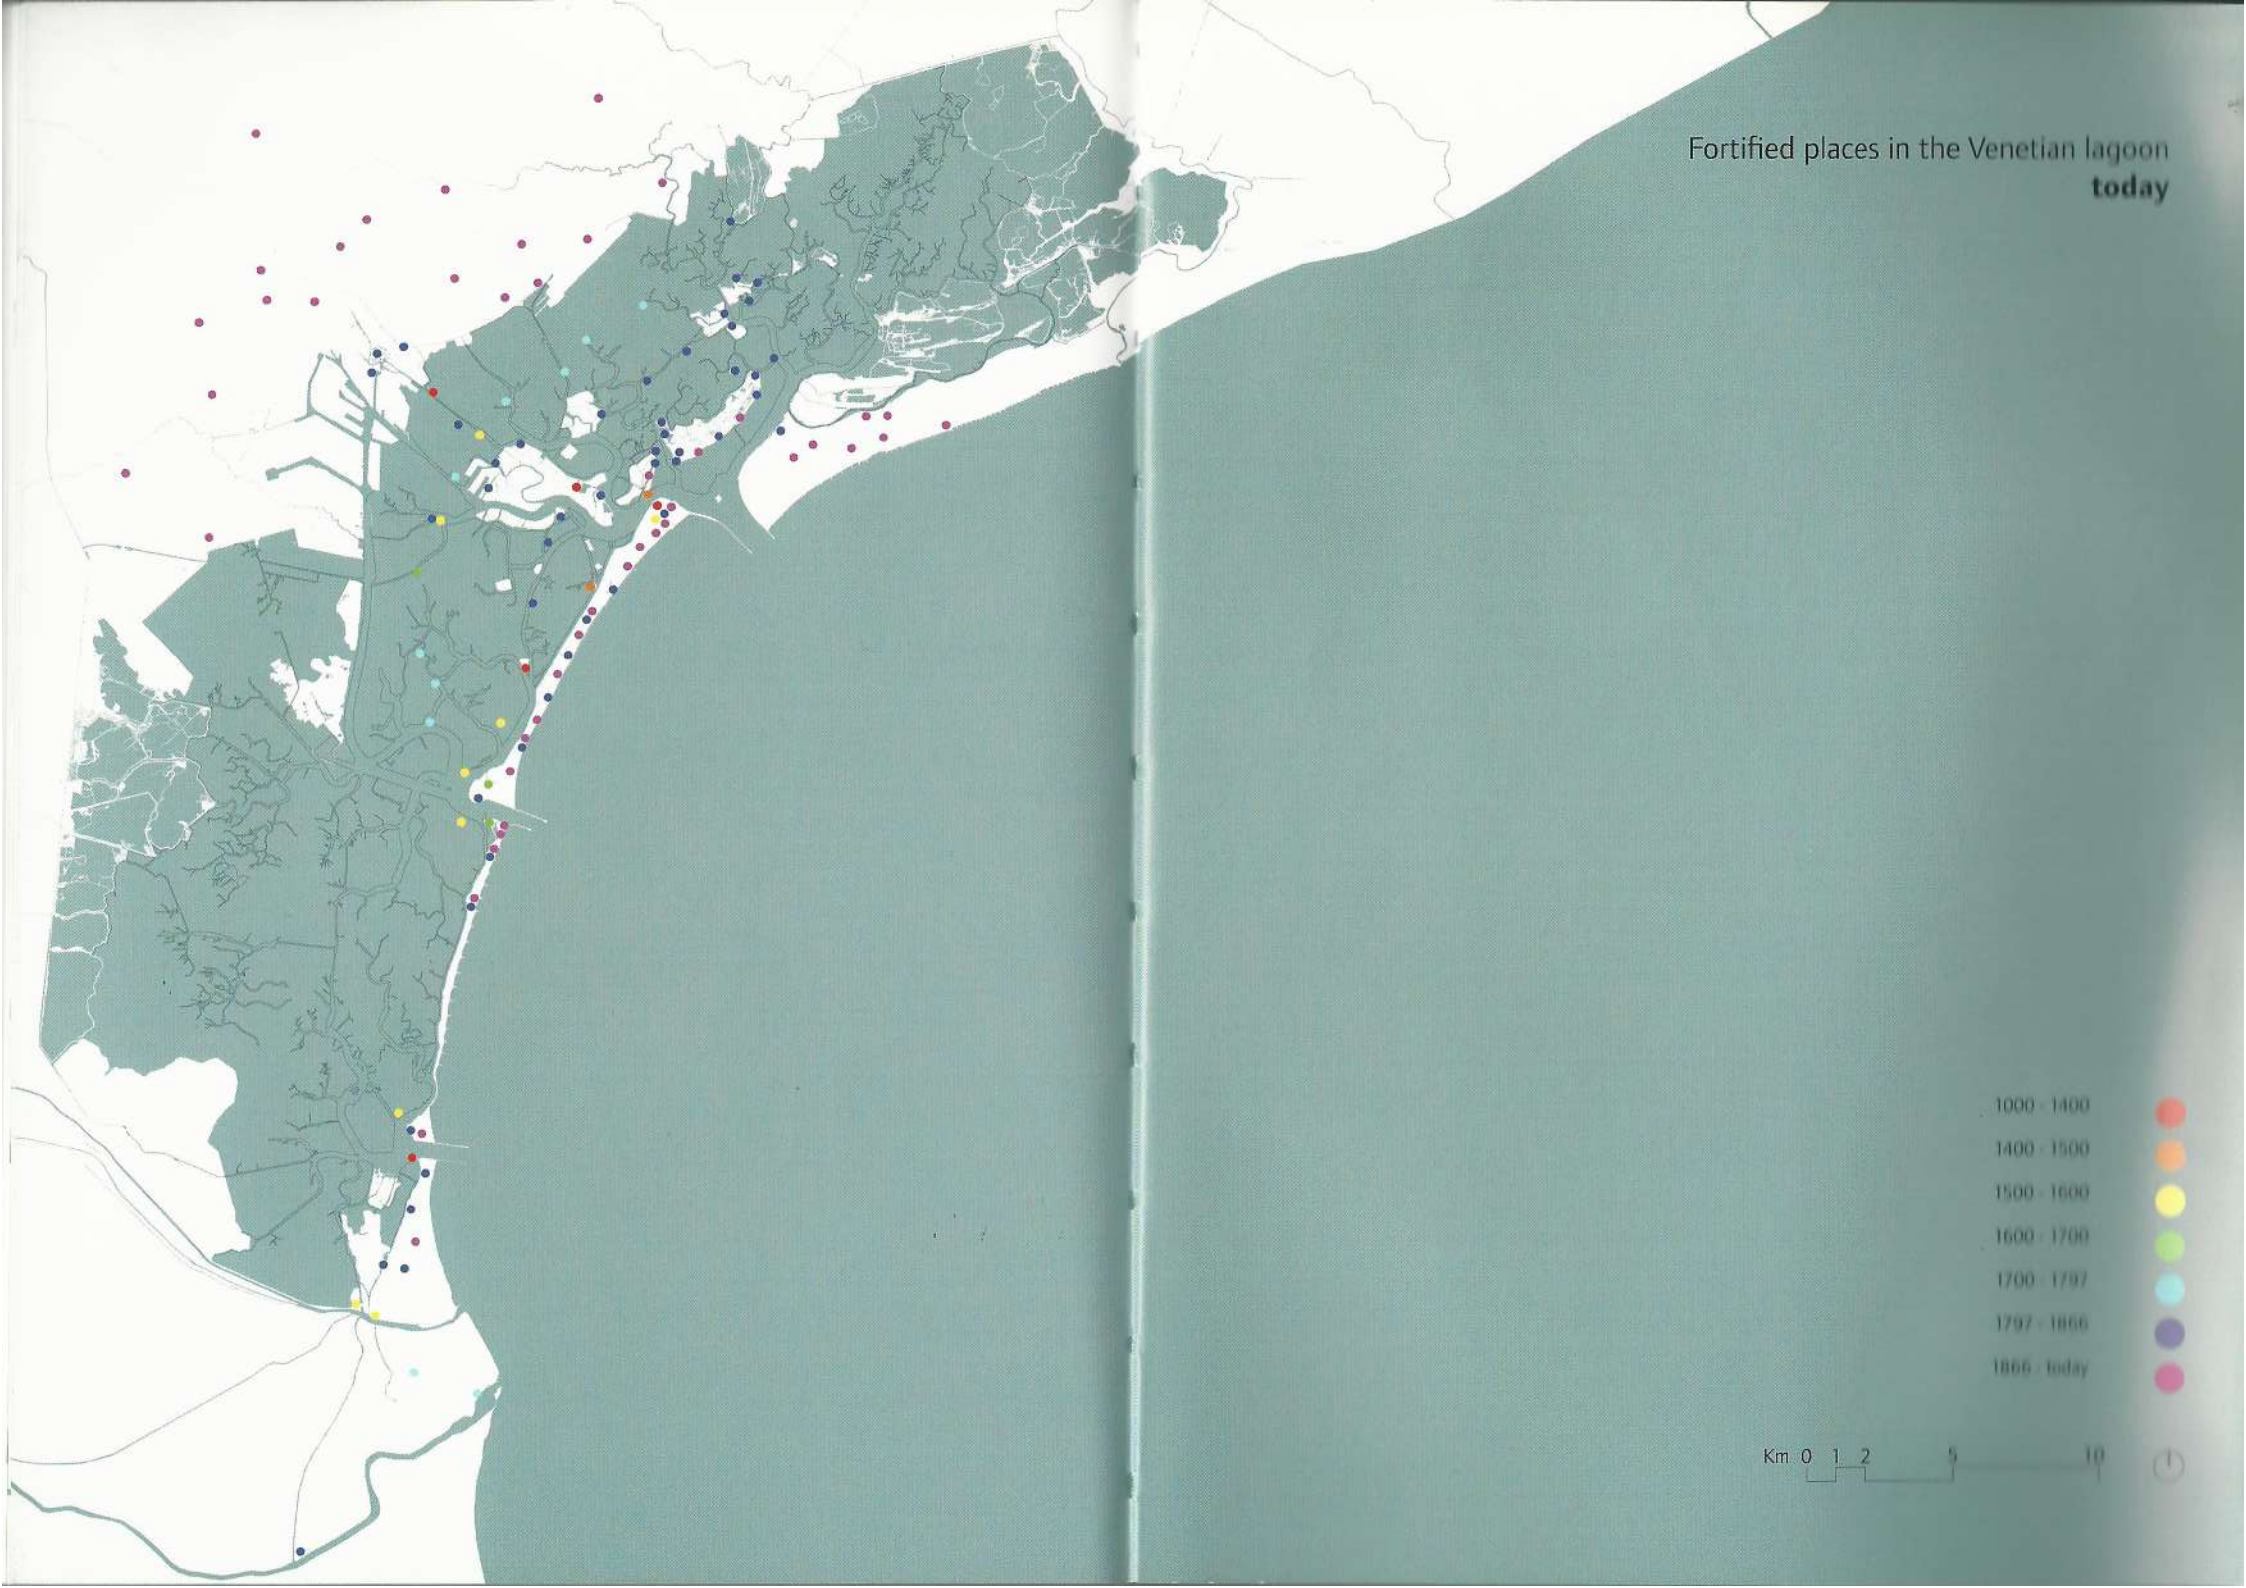 Fortified places in the Venetian lagoon
today
1000 - 1400
1400 - 1500
1500 - 1600
1600 - 1700
1700 - 1797
1797 - 1866
1866 - today
Km 0 1 2 5 10